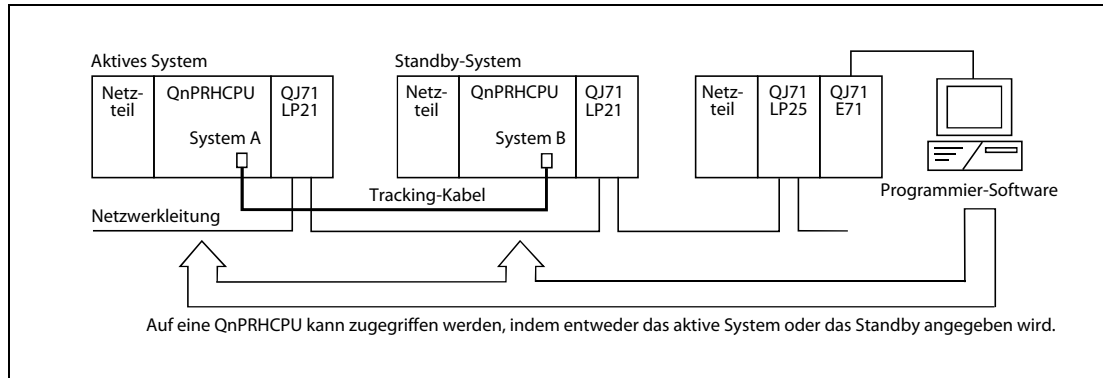 Aktives System
Netz-
teil
QnPRHCPU
System A
QJ71
LP21
Standby-System
Netz-
teil
QnPRHCPU
System B
QJ71
LP21
Netz-
teil
QJ71
LP25
QJ71
E71
Tracking-Kabel
Programmier-Software
Netzwerkleitung
Auf eine QnPRHCPU kann zugegriffen werden, indem entweder das aktive System oder das Standby angegeben wird.